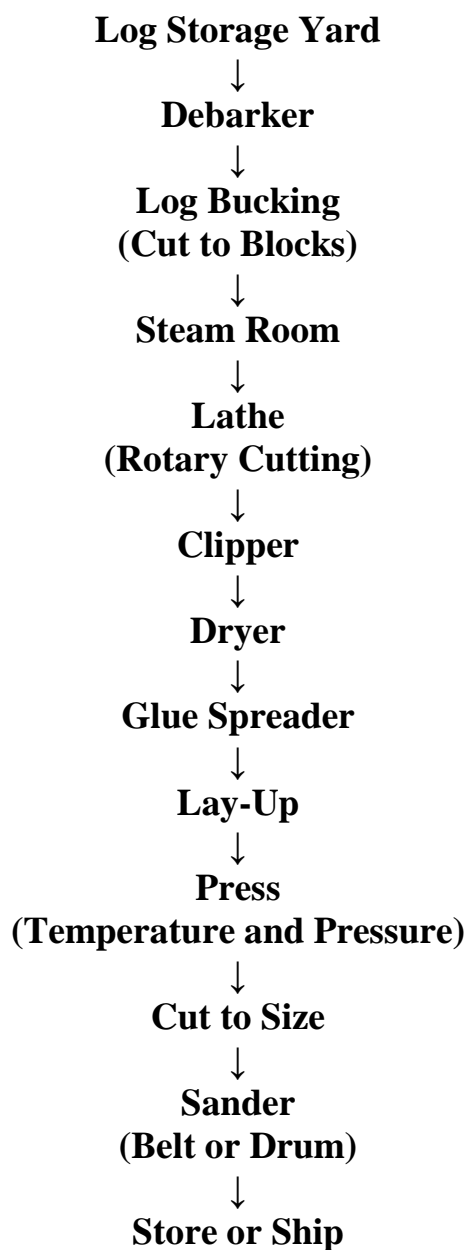 Log Storage Yard
↓
Debarker
↓
Log Bucking
(Cut to Blocks)
↓
Steam Room
↓
Lathe
(Rotary Cutting)
↓
Clipper
↓
Dryer
↓
Glue Spreader
↓
Lay-Up
↓
Press
(Temperature and Pressure)
↓
Cut to Size
↓
Sander
(Belt or Drum)
↓
Store or Ship